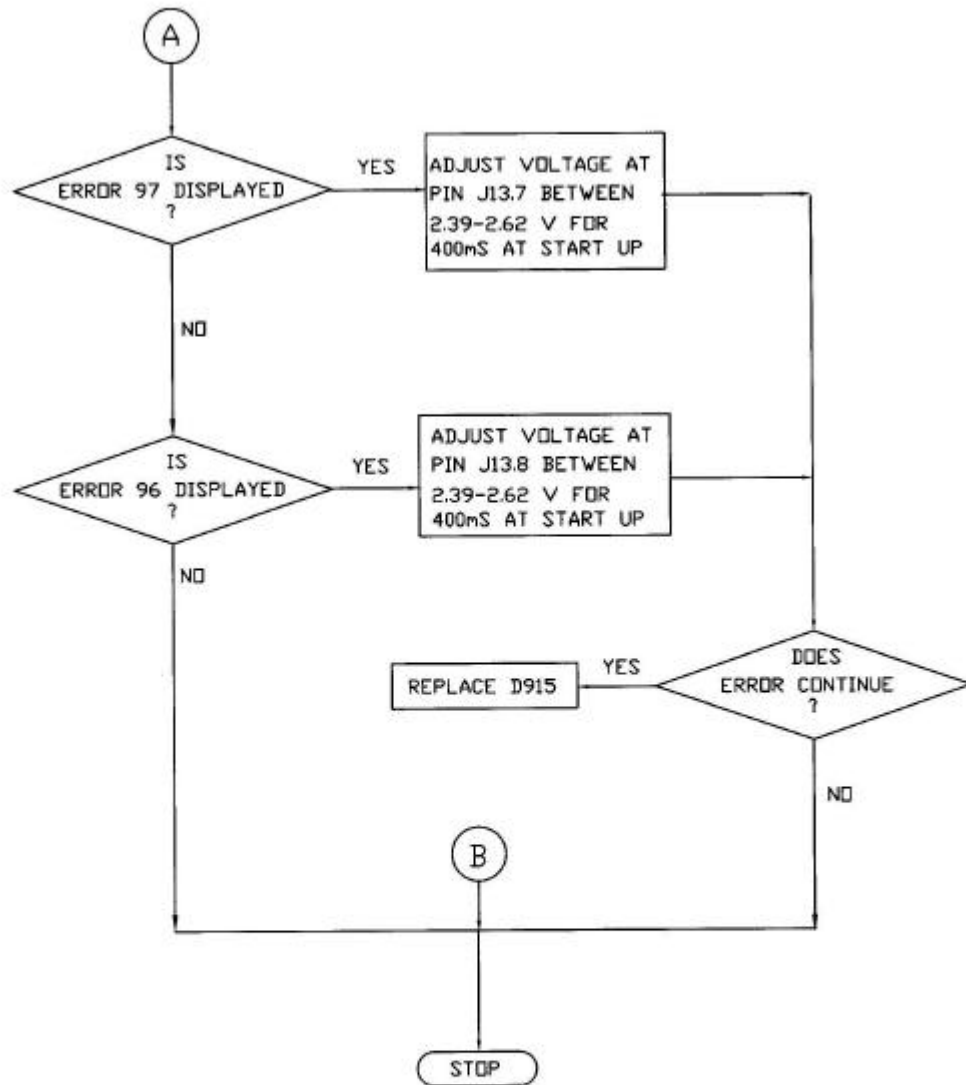 A
IS
ERROR 97 DISPLAYED
?
YES
ADJUST VOLTAGE AT
PIN J13.7 BETWEEN
2.39-2.62 V FOR
400mS AT START UP
NO
IS
ERROR 96 DISPLAYED
?
YES
ADJUST VOLTAGE AT
PIN J13.8 BETWEEN
2.39-2.62 V FOR
400mS AT START UP
NO
DOES
ERROR CONTINUE
?
YES
REPLACE D915
NO
B
STOP